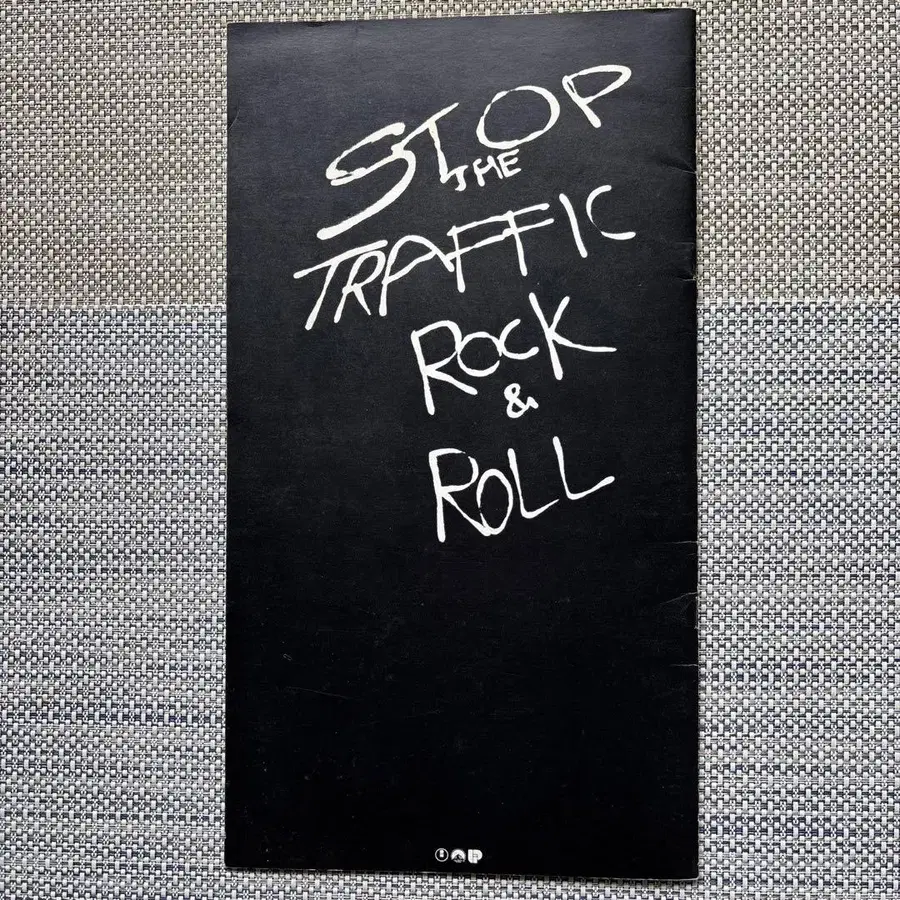 STOP
THE
TRAFFIC
ROCK
&
ROLL